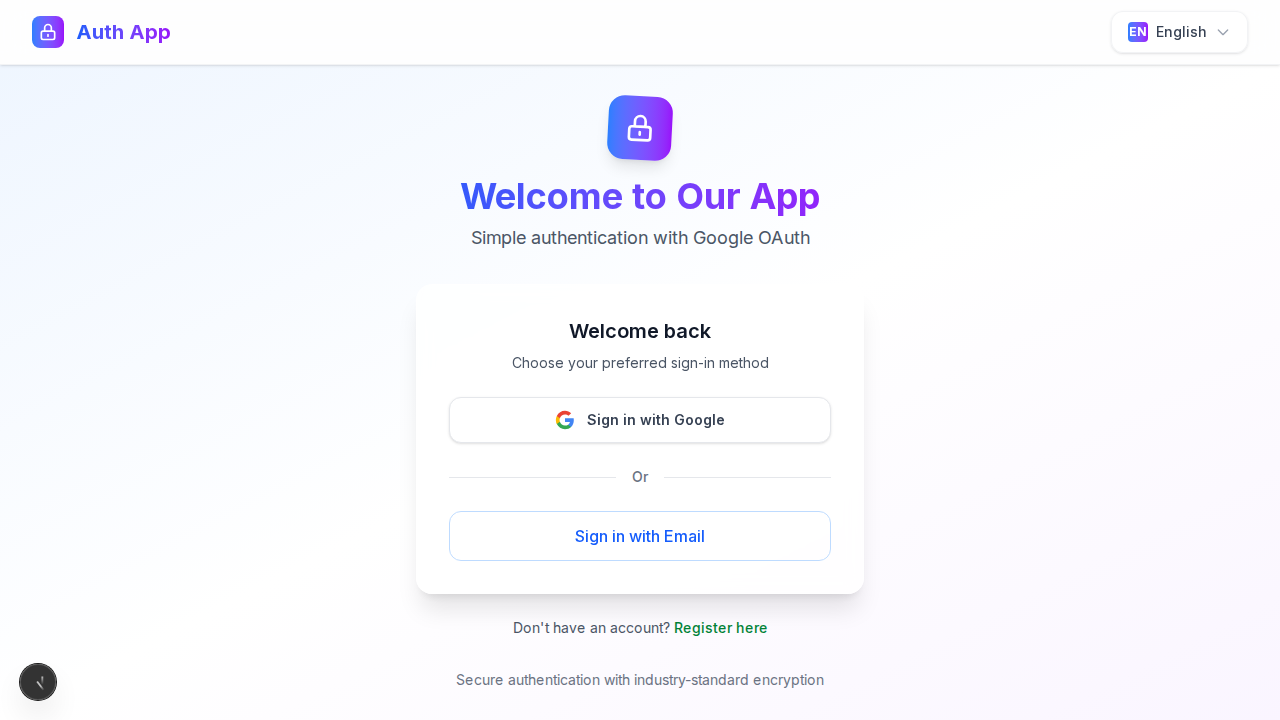 Auth App
EN English
Welcome to Our App
Simple authentication with Google OAuth
Welcome back
Choose your preferred sign-in method
Sign in with Google
Or
Sign in with Email
Don't have an account? Register here
Secure authentication with industry-standard encryption